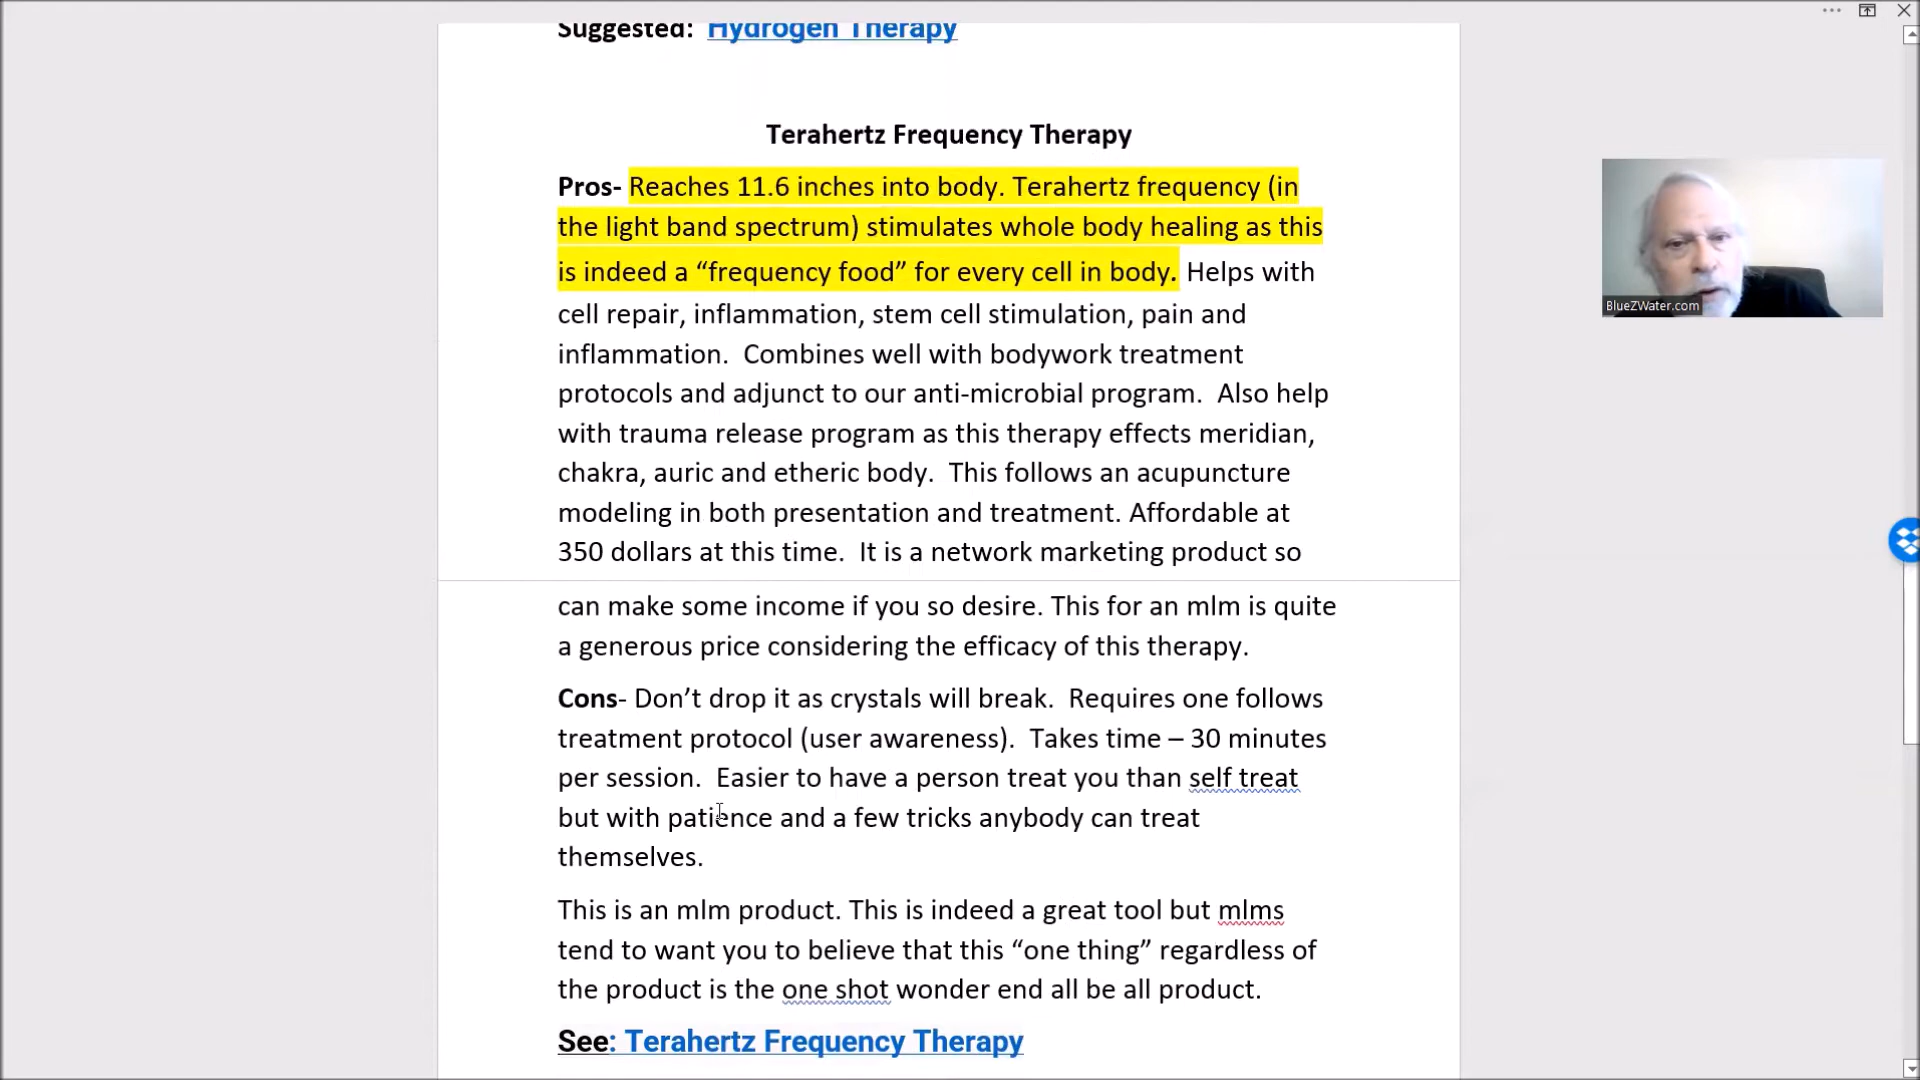 Suggested:  Hydrogen Therapy
Terahertz Frequency Therapy
Pros- Reaches 11.6 inches into body. Terahertz frequency (in
the light band spectrum) stimulates whole body healing as this
is indeed a “frequency food” for every cell in body. Helps with
cell repair, inflammation, stem cell stimulation, pain and
inflammation.  Combines well with bodywork treatment
protocols and adjunct to our anti-microbial program.  Also help
with trauma release program as this therapy effects meridian,
chakra, auric and etheric body.  This follows an acupuncture
modeling in both presentation and treatment. Affordable at
350 dollars at this time.  It is a network marketing product so
can make some income if you so desire. This for an mlm is quite
a generous price considering the efficacy of this therapy.
Cons- Don’t drop it as crystals will break.  Requires one follows
treatment protocol (user awareness).  Takes time – 30 minutes
per session.  Easier to have a person treat you than self treat
but with patience and a few tricks anybody can treat
themselves.
This is an mlm product. This is indeed a great tool but mlms
tend to want you to believe that this “one thing” regardless of
the product is the one shot wonder end all be all product.
See: Terahertz Frequency Therapy
BlueZWater.com